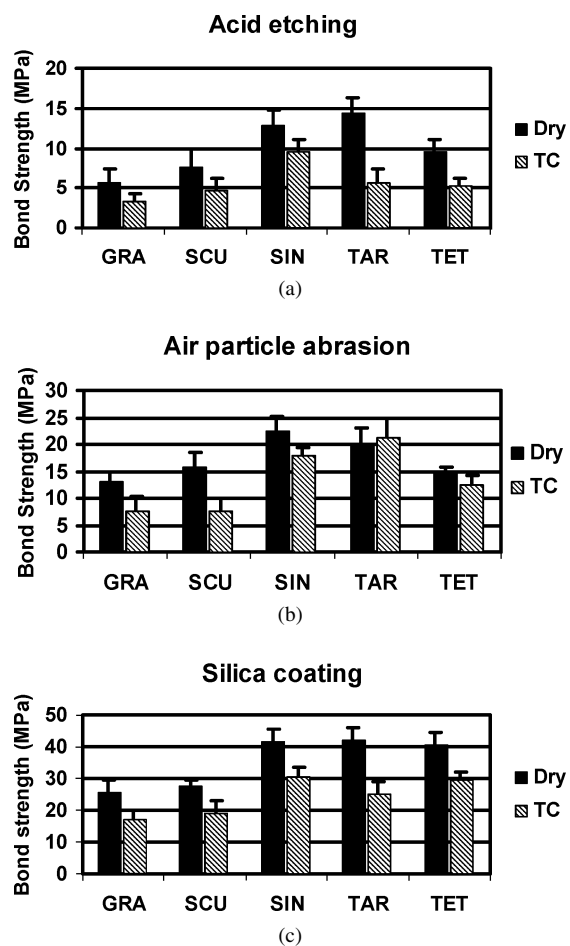 Acid etching
Bond Strength (MPa)
20
15
10
5
0
GRA SCU SIN TAR TET
Dry
TC
(a)
Air particle abrasion
Bond Strength (MPa)
30
25
20
15
10
5
0
GRA SCU SIN TAR TET
Dry
TC
(b)
Silica coating
Bond strength (MPa)
50
40
30
20
10
0
GRA SCU SIN TAR TET
Dry
TC
(c)